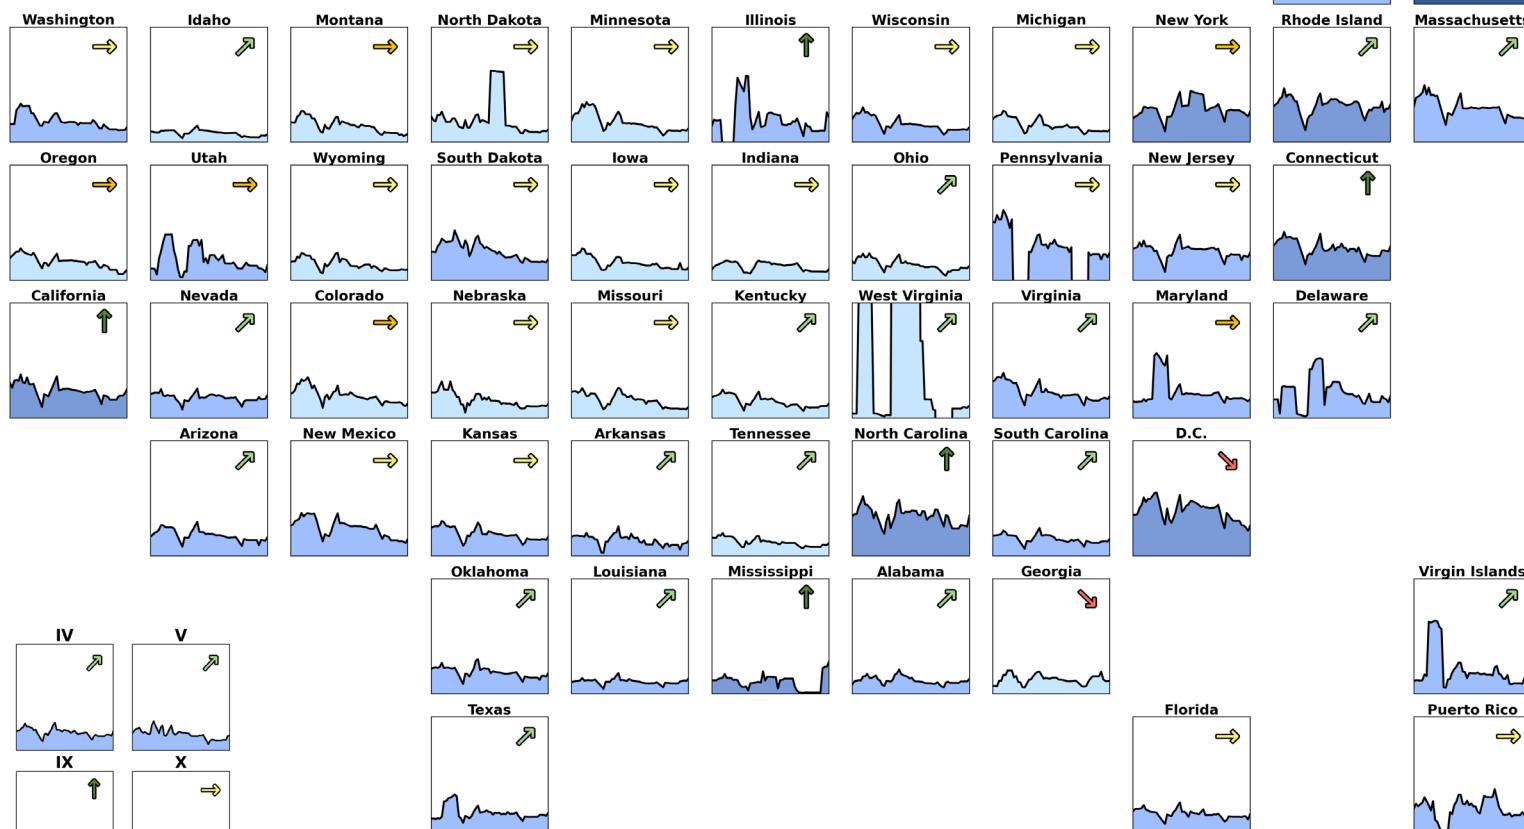 Washington Idaho Montana North Dakota Minnesota Illinois Wisconsin Michigan New York Rhode Island Massachusetts
Oregon Utah Wyoming South Dakota Iowa Indiana Ohio Pennsylvania New Jersey Connecticut
California Nevada Colorado Nebraska Missouri Kentucky West Virginia Virginia Maryland Delaware
Arizona New Mexico Kansas Arkansas Tennessee North Carolina South Carolina D.C.
Oklahoma Louisiana Mississippi Alabama Georgia Virgin Islands
IV V
Texas Florida Puerto Rico
IX X